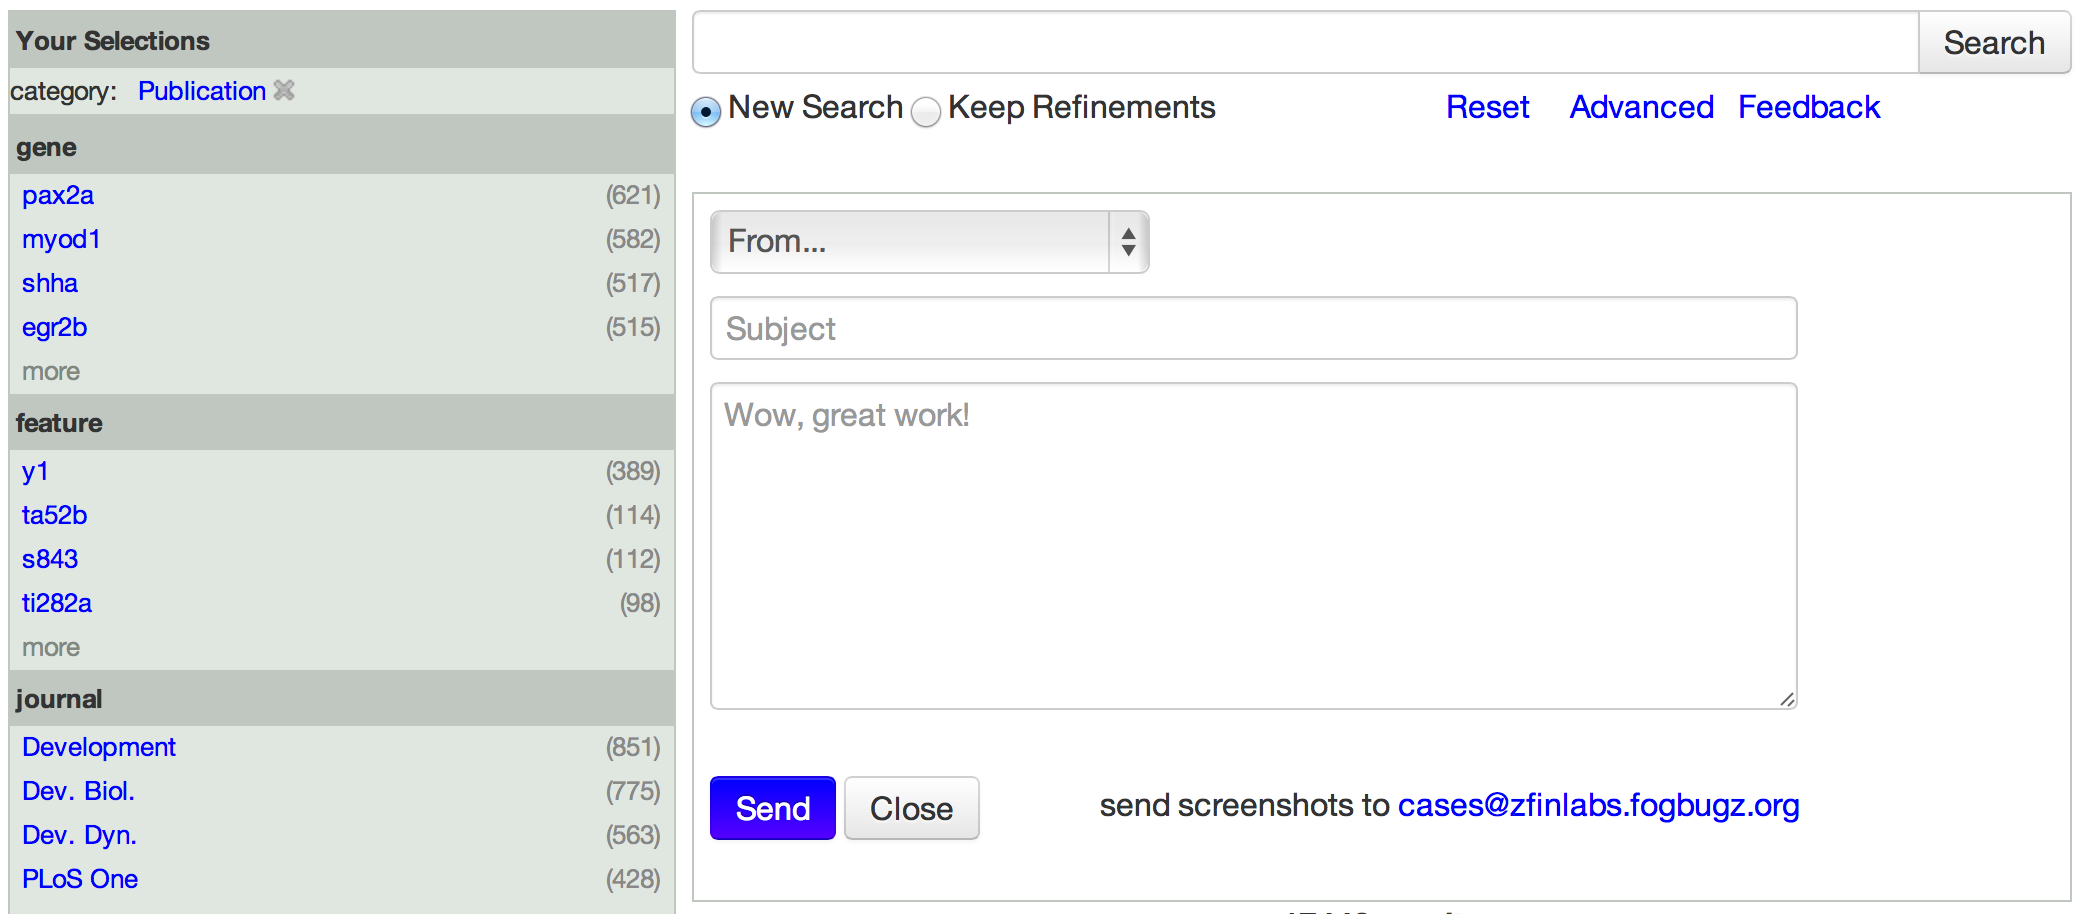 Your Selections
category: Publication
gene
pax2a (621)
myod1 (582)
shha (517)
egr2b (515)
more
feature
y1 (389)
ta52b (114)
s843 (112)
ti282a (98)
more
journal
Development (851)
Dev. Biol. (775)
Dev. Dyn. (563)
PLoS One (428)
Search
New Search Keep Refinements Reset Advanced Feedback
From...
Subject
Wow, great work!
Send Close send screenshots to cases@zfinlabs.fogbugz.org